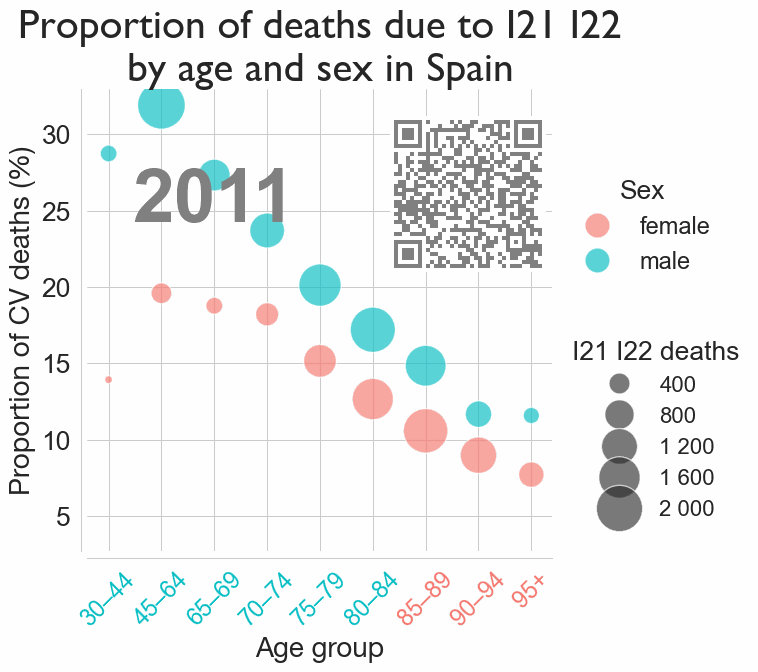 Proportion of deaths due to I21 I22
by age and sex in Spain
Proportion of CV deaths (%)
30
25
20
15
10
5
2011
30–44
45–64
65–69
70–74
75–79
80–84
85–89
90–94
95+
Age group
Sex
female
male
I21 I22 deaths
400
800
1 200
1 600
2 000